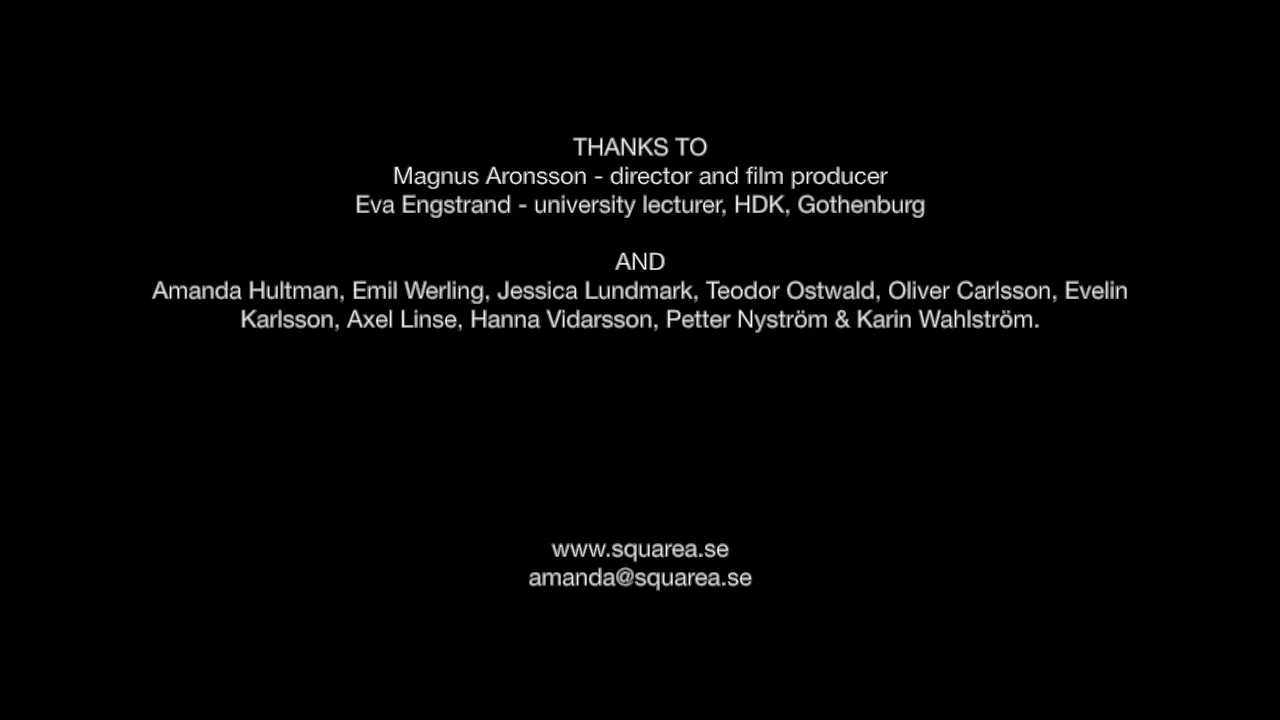 THANKS TO
Magnus Aronsson - director and film producer
Eva Engstrand - university lecturer, HDK, Gothenburg
AND
Amanda Hultman, Emil Werling, Jessica Lundmark, Teodor Ostwald, Oliver Carlsson, Evelin
Karlsson, Axel Linse, Hanna Vidarsson, Petter Nyström & Karin Wahlström.
www.squarea.se
amanda@squarea.se